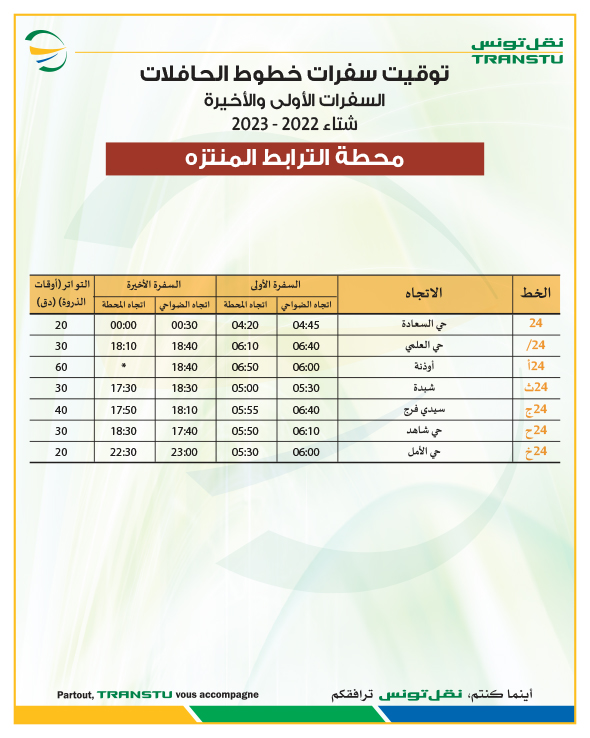 نقل تونس
TRANSTU
توقيت سفرات خطوط الحافلات
السفرات الأولى والأخيرة
شتاء 2022 - 2023
محطة الترابط المنتزه
الخط الاتجاه السفرة الأولى السفرة الأخيرة التواتر (أوقات الذروة) (دق)
اتجاه الضواحي اتجاه المحطة اتجاه الضواحي اتجاه المحطة
24 حي السعادة 04:45 04:20 00:30 00:00 20
24/ حي العلمي 06:40 06:10 18:40 18:10 30
24أ أوذنة 06:00 06:50 18:40 * 60
24ث شبدة 05:30 05:00 18:30 17:30 30
24ج سيدي فرج 06:40 05:55 18:10 17:50 40
24ح حي شاهد 06:10 05:50 17:40 18:30 30
24خ حي الأمل 06:00 05:30 23:00 22:30 20
أينما كنتم، نقل تونس ترافقكم
Partout, TRANSTU vous accompagne